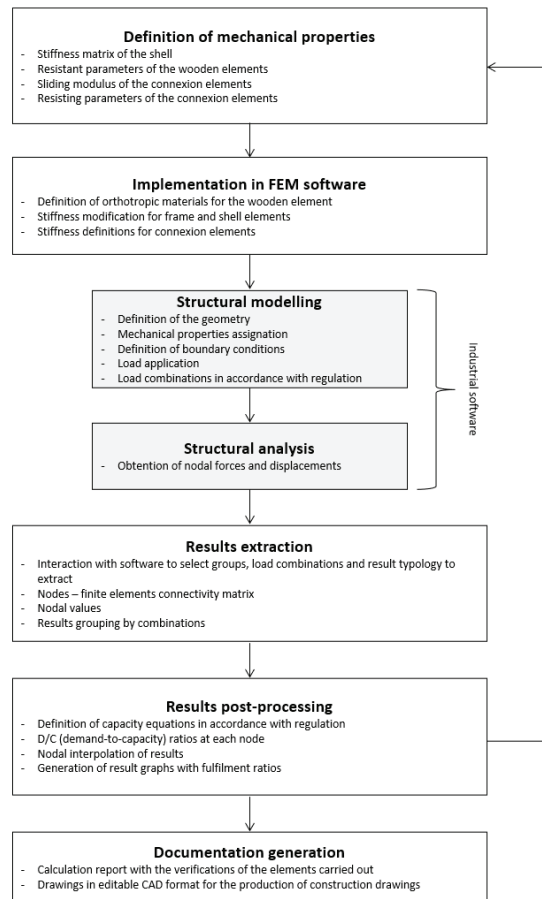 Definition of mechanical properties
- Stiffness matrix of the shell
- Resistant parameters of the wooden elements
- Sliding modulus of the connexion elements
- Resisting parameters of the connexion elements
Implementation in FEM software
- Definition of orthotropic materials for the wooden element
- Stiffness modification for frame and shell elements
- Stiffness definitions for connexion elements
Structural modelling
- Definition of the geometry
- Mechanical properties assignation
- Definition of boundary conditions
- Load application
- Load combinations in accordance with regulation
Industrial software
Structural analysis
- Obtention of nodal forces and displacements
Results extraction
- Interaction with software to select groups, load combinations and result typology to
extract
- Nodes – finite elements connectivity matrix
- Nodal values
- Results grouping by combinations
Results post-processing
- Definition of capacity equations in accordance with regulation
- D/C (demand-to-capacity) ratios at each node
- Nodal interpolation of results
- Generation of result graphs with fulfilment ratios
Documentation generation
- Calculation report with the verifications of the elements carried out
- Drawings in editable CAD format for the production of construction drawings